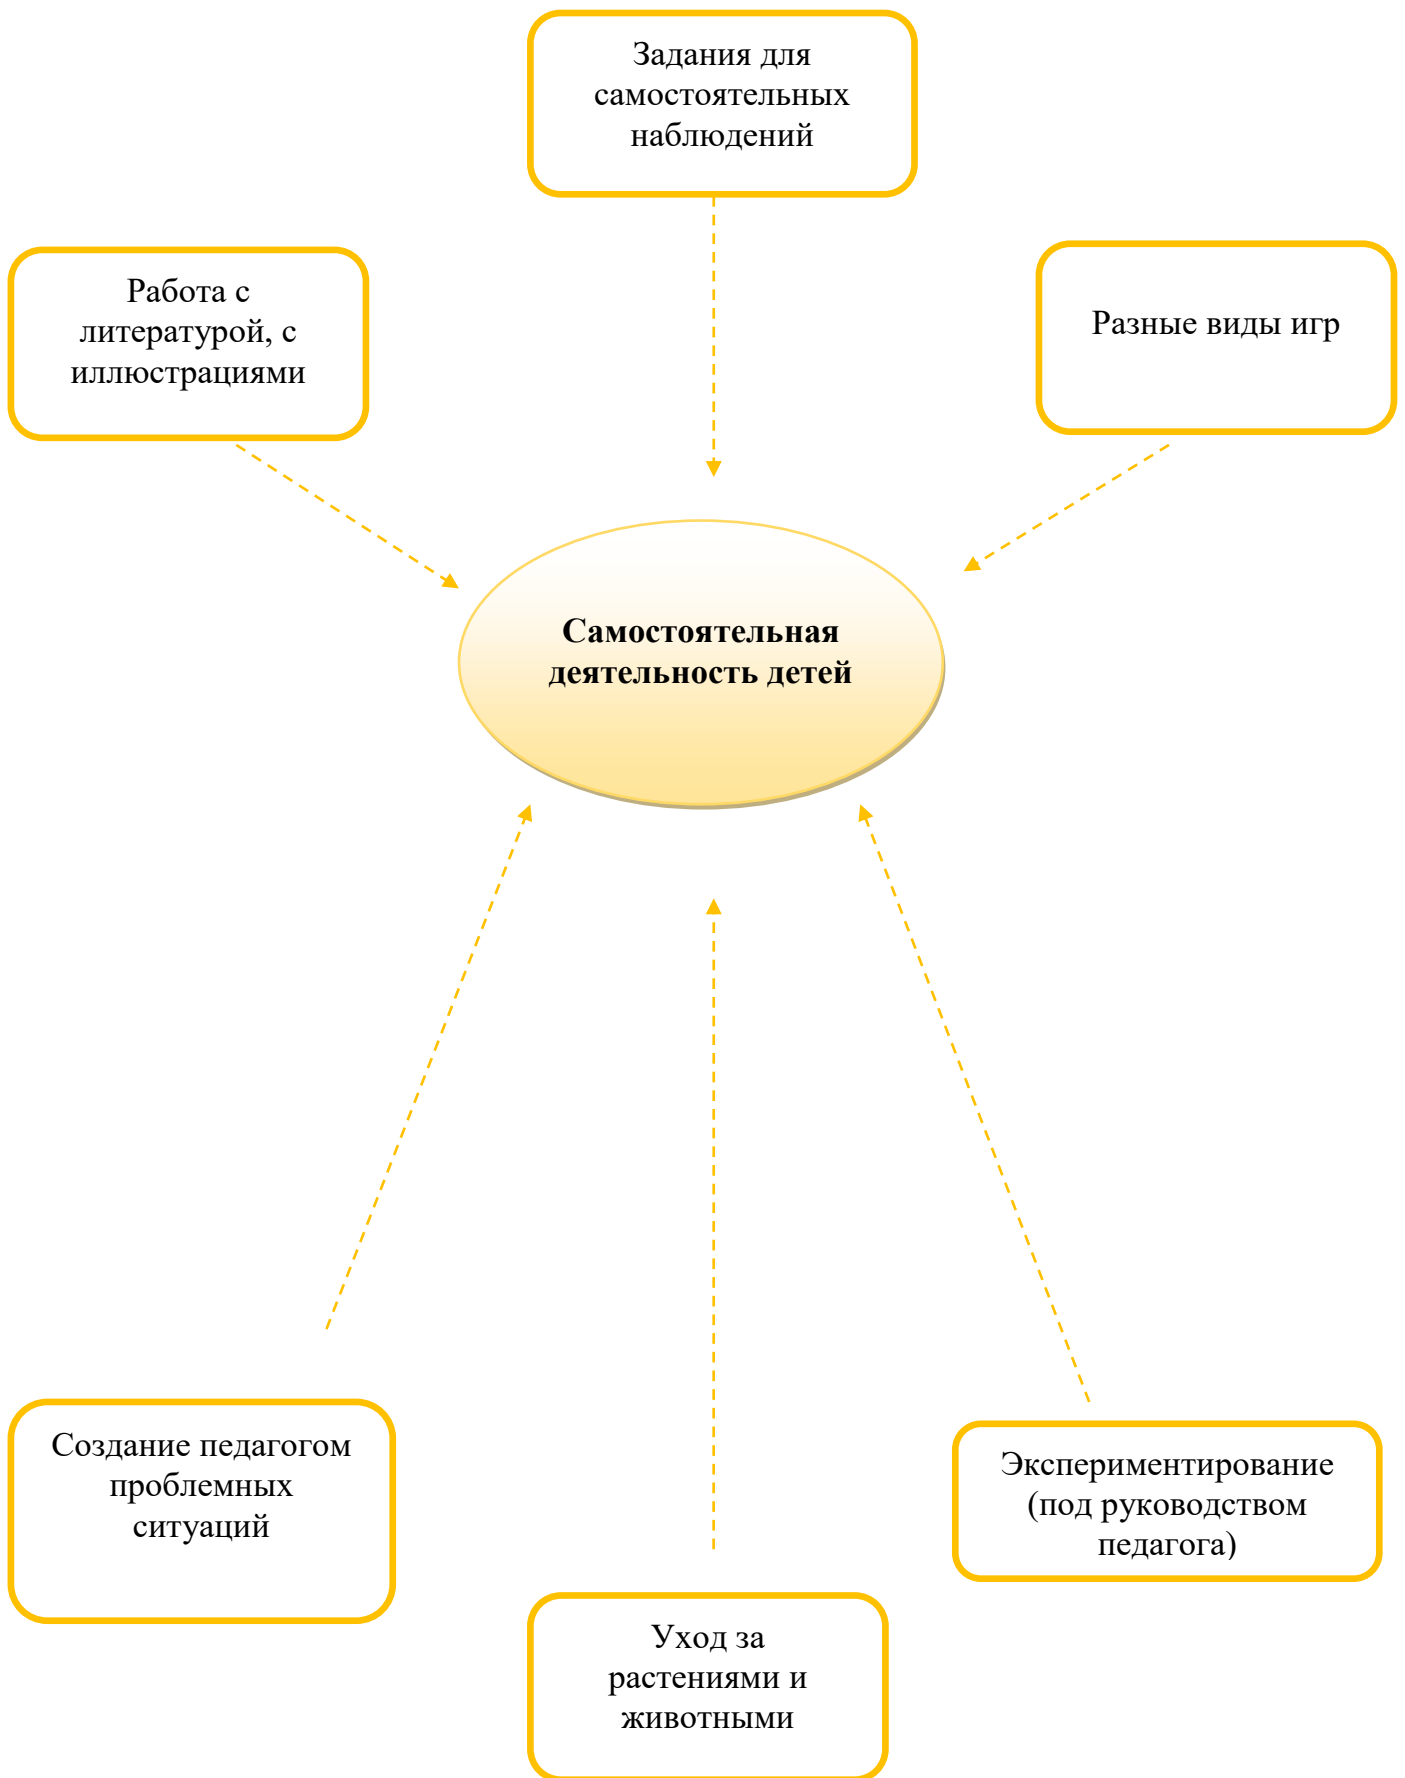 Задания для
самостоятельных
наблюдений
Работа с
литературой, с
иллюстрациями
Разные виды игр
Самостоятельная
деятельность детей
Создание педагогом
проблемных
ситуаций
Экспериментирование
(под руководством
педагога)
Уход за
растениями и
животными